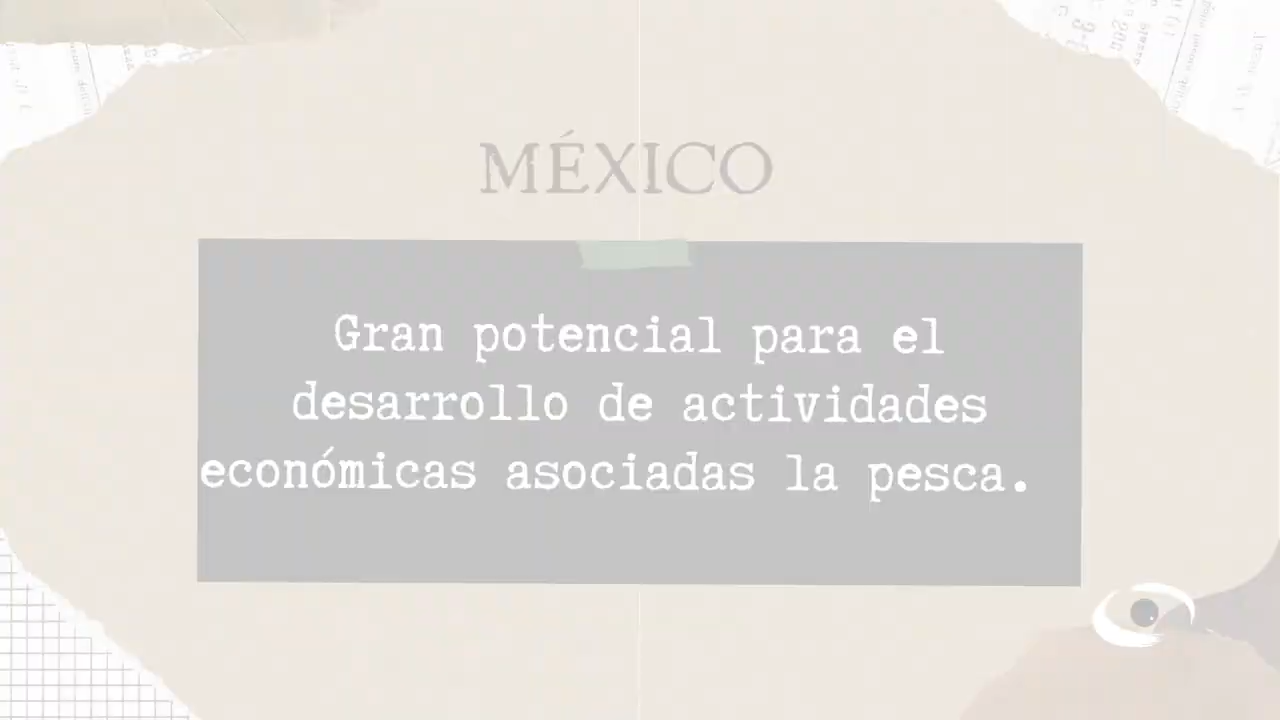 MÉXICO
Gran potencial para el
desarrollo de actividades
económicas asociadas la pesca.